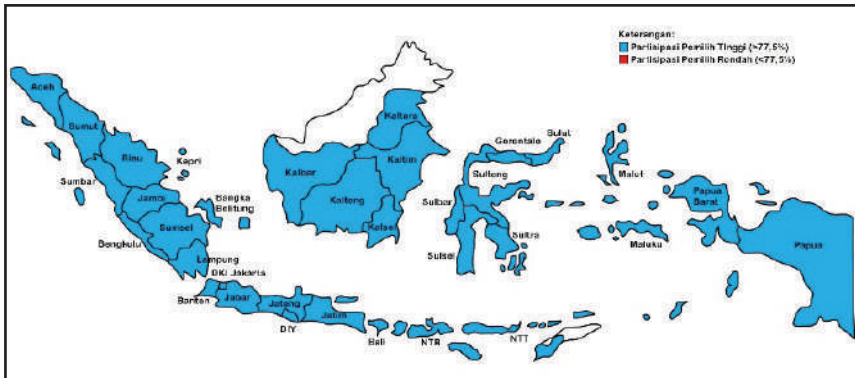 Keterangan:
Partisipasi Pemilih Tinggi (>77,5%)
Partisipasi Pemilih Rendah (<77,5%)
Aceh
Sumut
Riau
Kepri
Sumbar
Jambi
Bangka
Belitung
Sumsel
Bengkulu
Lampung
DKI Jakarta
Banten
Jabar
Jateng
DIY
Jatim
Bali
NTB
NTT
Kaltara
Kalbar
Kaltim
Kalteng
Kalsel
Gorontalo
Sulut
Sulteng
Sulbar
Sultra
Sulsel
Malut
Maluku
Papua
Barat
Papua